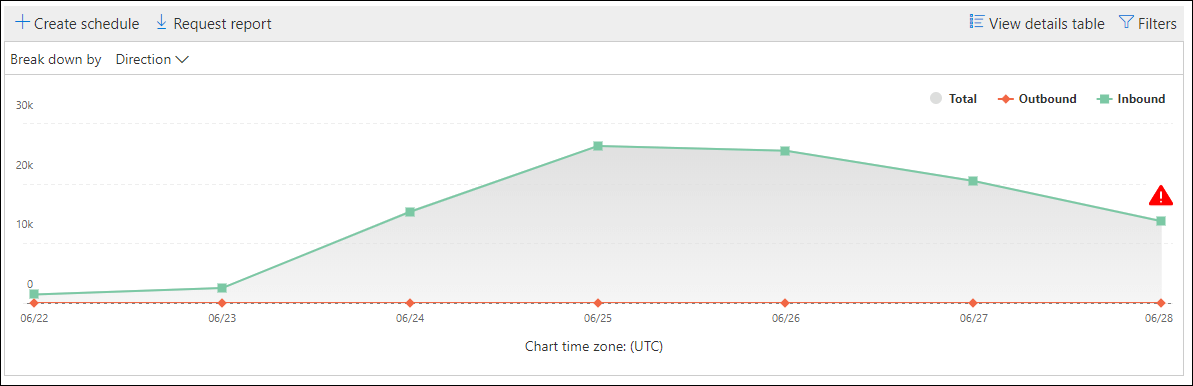 Create schedule Request report View details table Filters
Break down by Direction
Total Outbound Inbound
30k
20k
10k
0
06/22 06/23 06/24 06/25 06/26 06/27 06/28
Chart time zone: (UTC)